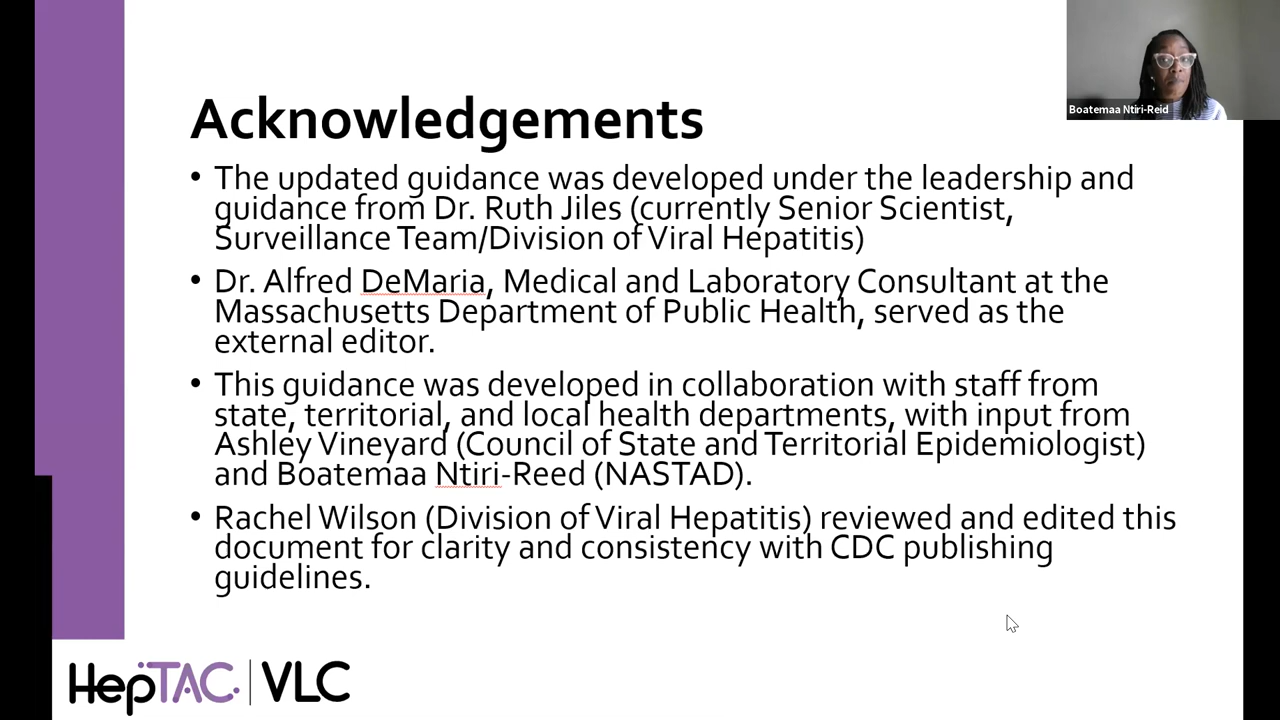 Acknowledgements
• The updated guidance was developed under the leadership and
guidance from Dr. Ruth Jiles (currently Senior Scientist,
Surveillance Team/Division of Viral Hepatitis)
• Dr. Alfred DeMaria, Medical and Laboratory Consultant at the
Massachusetts Department of Public Health, served as the
external editor.
• This guidance was developed in collaboration with staff from
state, territorial, and local health departments, with input from
Ashley Vineyard (Council of State and Territorial Epidemiologist)
and Boatemaa Ntiri-Reed (NASTAD).
• Rachel Wilson (Division of Viral Hepatitis) reviewed and edited this
document for clarity and consistency with CDC publishing
guidelines.
Boatemaa Ntiri-Reid
HepTAC | VLC